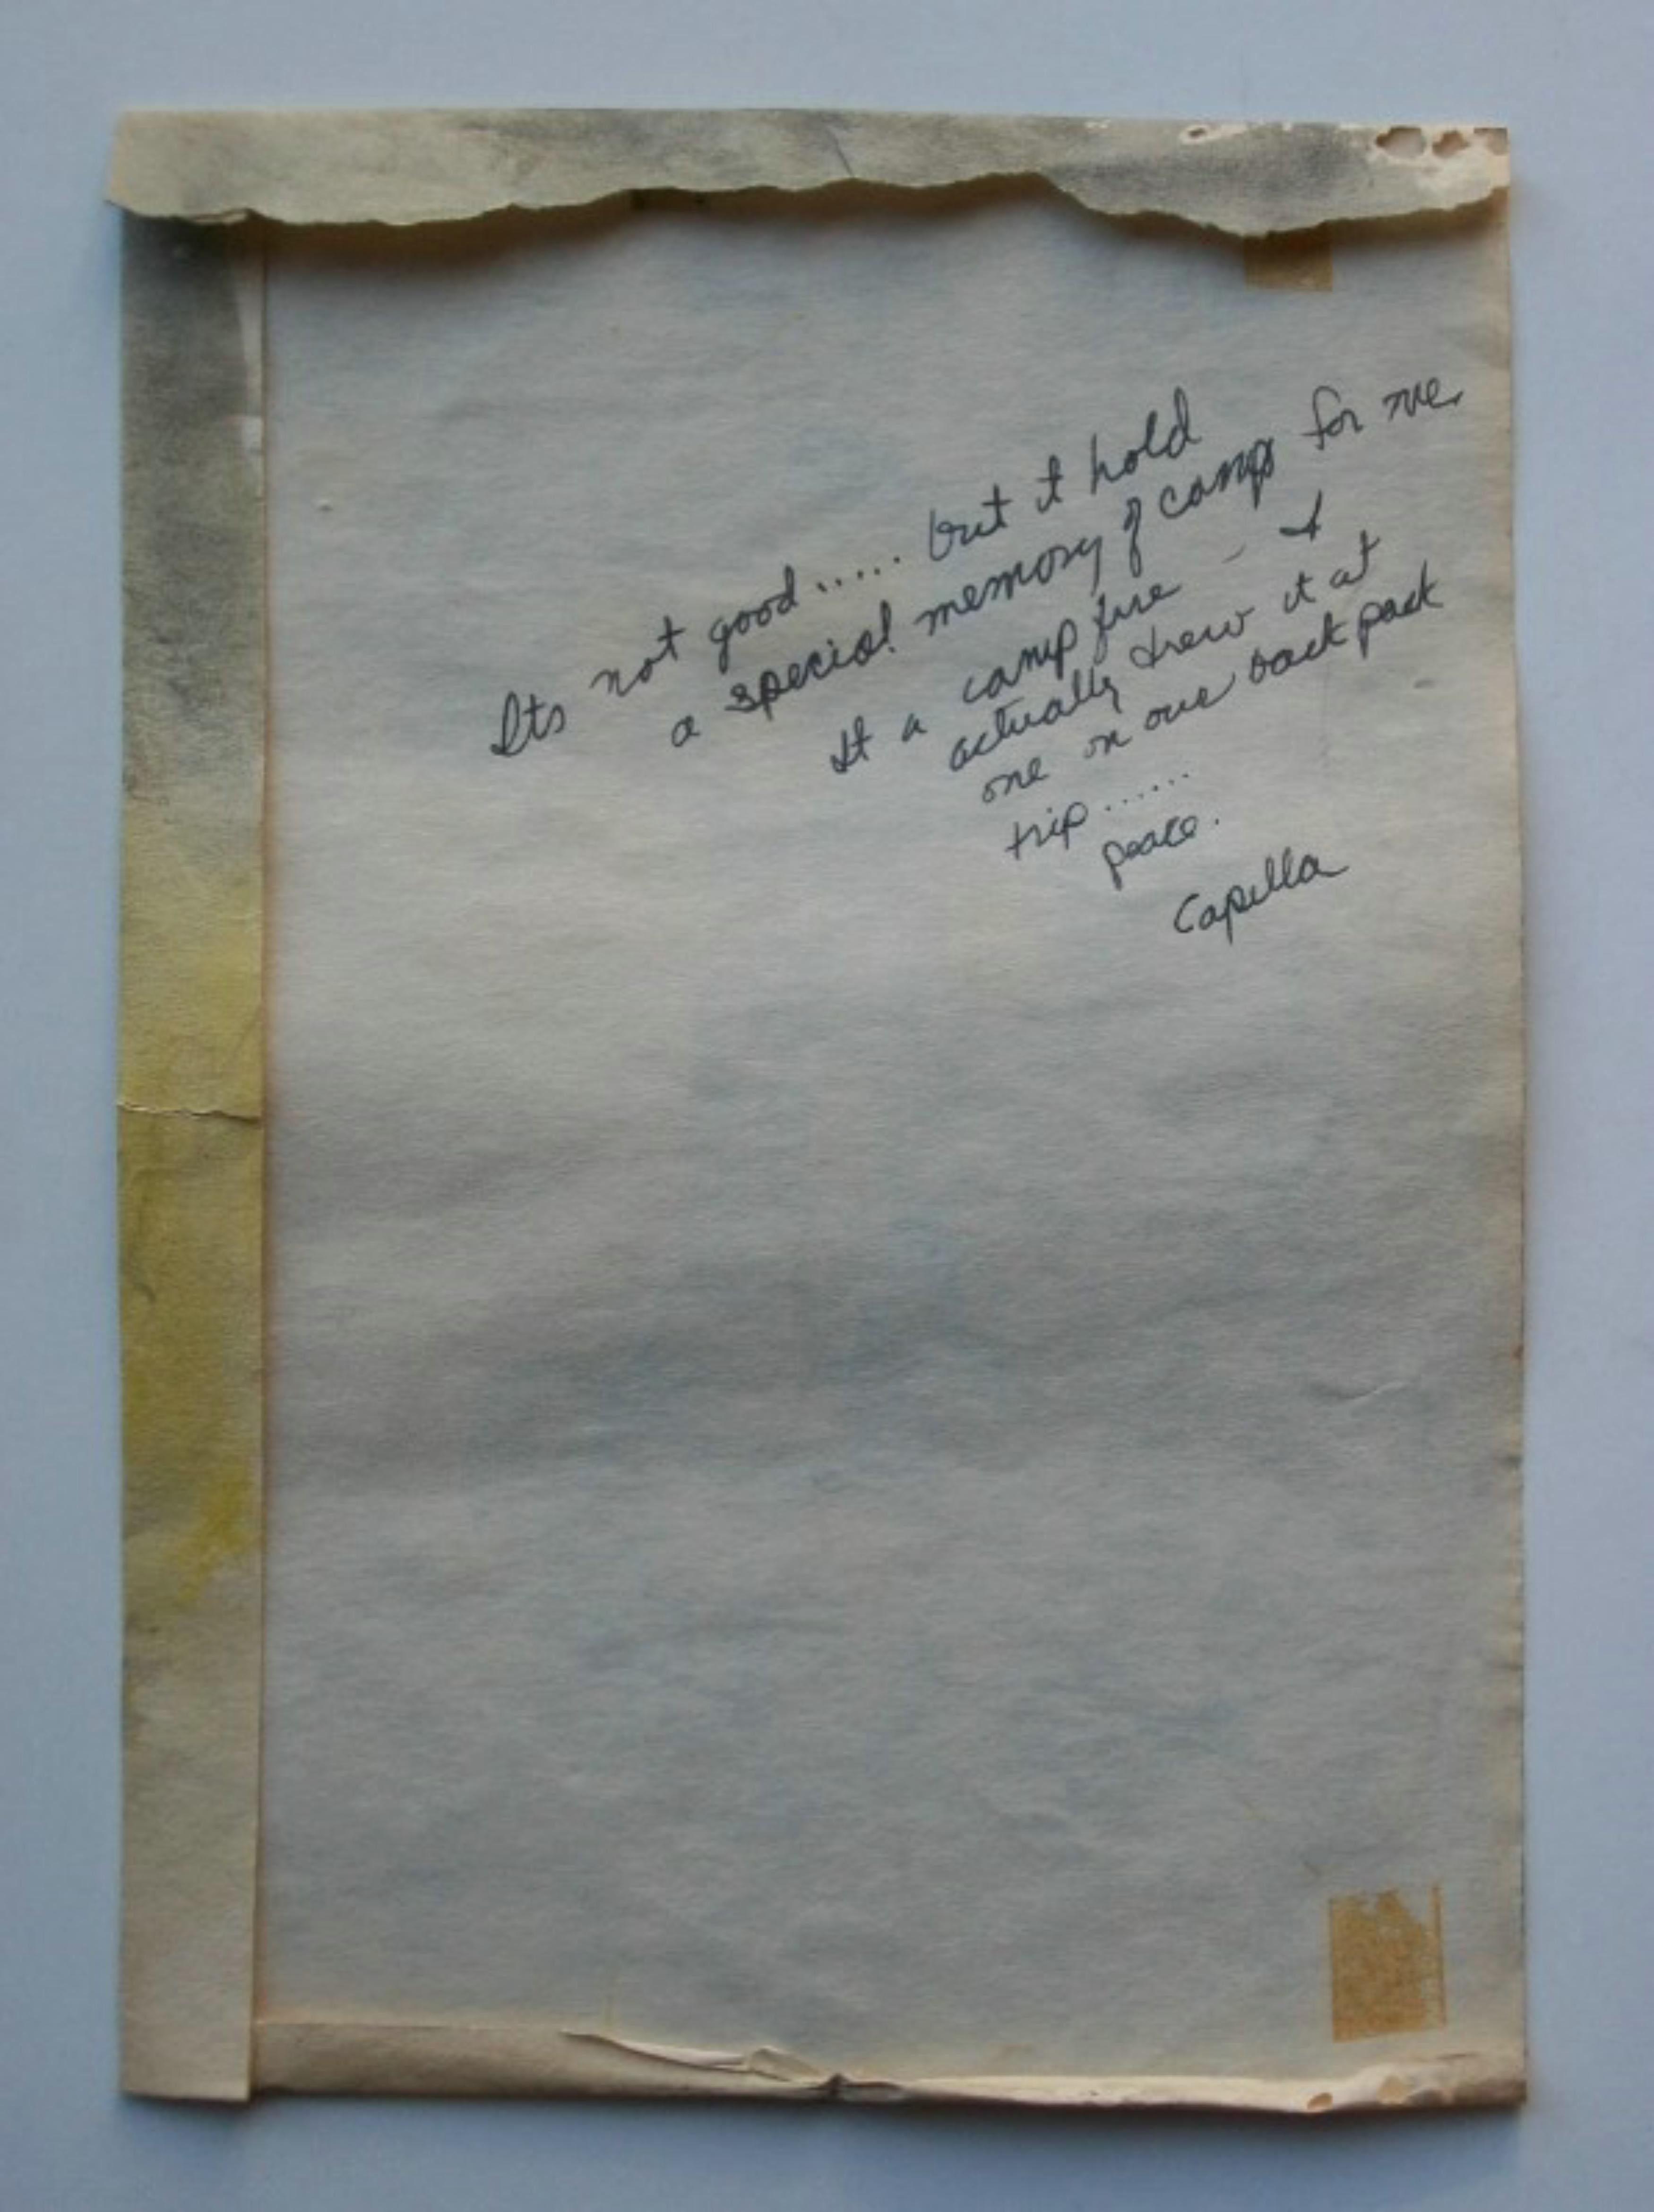 Its not good ..... but it hold
a special memory of camp for me.
It a camp fire - I
actually drew it at
one on our back pack
trip ......
peace.
Capella